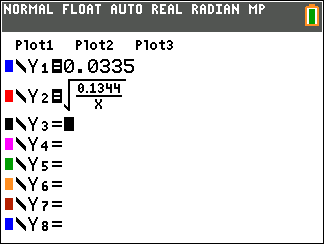 NORMAL FLOAT AUTO REAL RADIAN MP
Plot1 Plot2 Plot3
\Y1=0.0335
\Y2=√(0.1344/X)
\Y3=
\Y4=
\Y5=
\Y6=
\Y7=
\Y8=